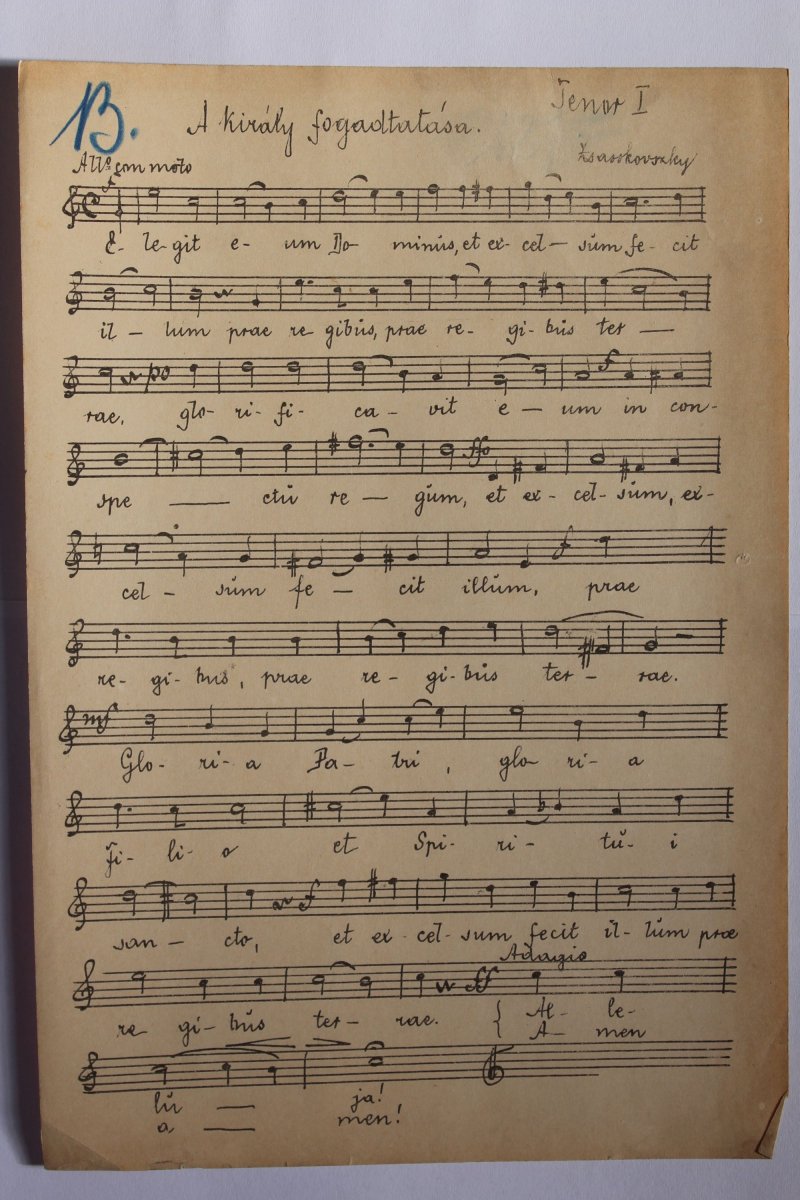 B.
Tenor I
A király fogadtatása.
Zsasskovszky
Allº con moto
f
E- le- git e- um Do- minus, et ex- cel- sum fe- cit
il- lum prae re- gibus, prae re- gi- bus ter —
po
rae, glo- ri- fi- ca- vit e — um in con-
f
spe — ctu re — gum, et ex- cel- sum, ex-
ffo
cel- sum fe — cit illum, prae
f
re- gi- bus, prae re- gi- bus ter- rae.
mf
Glo- ri- a Pa- tri, glo- ri- a
Fi- li- o et Spi- ri- tu- i
san — cto, et ex- cel- sum fecit il- lum prae
f
Adagio
re- gi- bus ter- rae. { Al- le-
A- men
ff
lu — ja!
a — men!